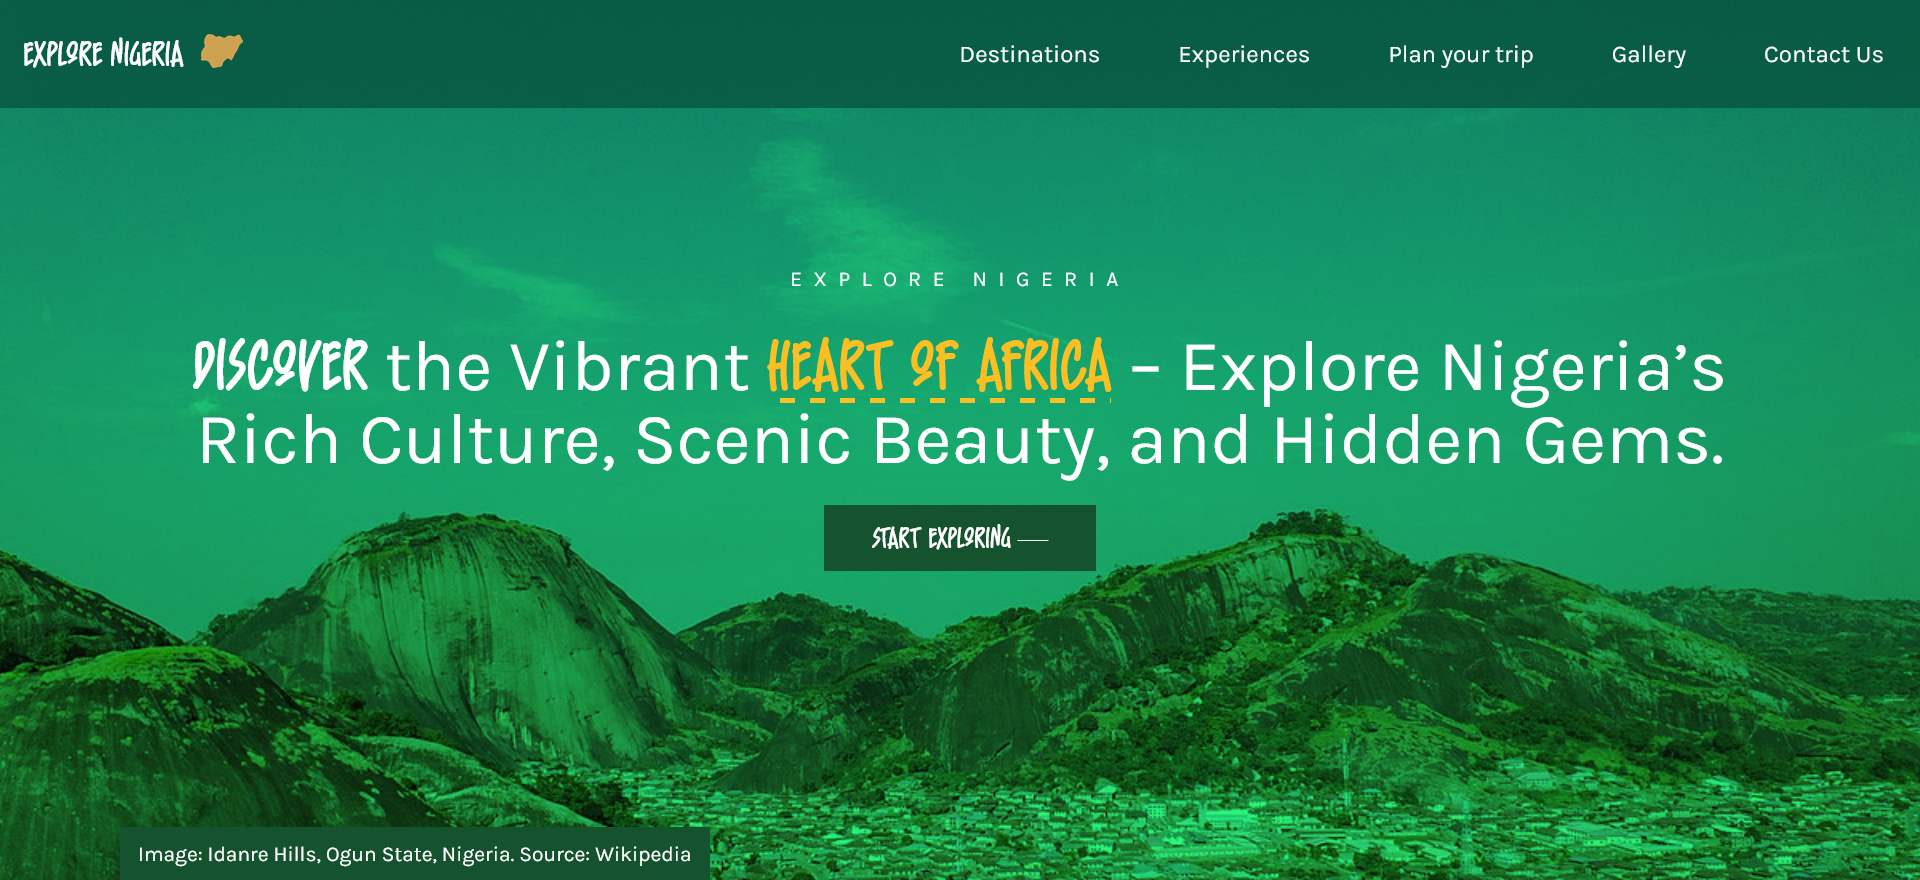 EXPLORE NIGERIA
Destinations
Experiences
Plan your trip
Gallery
Contact Us
EXPLORE NIGERIA
DISCOVER the Vibrant HEART OF AFRICA – Explore Nigeria’s
Rich Culture, Scenic Beauty, and Hidden Gems.
START EXPLORING
Image: Idanre Hills, Ogun State, Nigeria. Source: Wikipedia